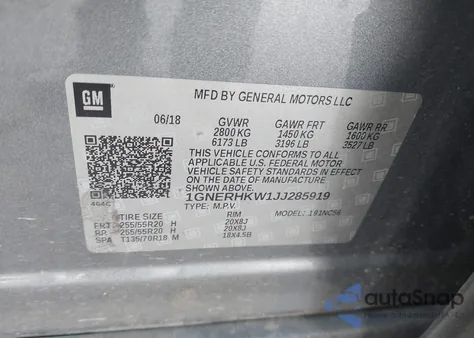 GM
MFD BY GENERAL MOTORS LLC
06/18 GVWR GAWR FRT GAWR RR
2800 KG 1450 KG 1600 KG
6173 LB 3196 LB 3527 LB
THIS VEHICLE CONFORMS TO ALL
APPLICABLE U.S. FEDERAL MOTOR
VEHICLE SAFETY STANDARDS IN EFFECT
ON THE DATE OF MANUFACTURE SHOWN ABOVE.
1GNERHKW1JJ285919
TYPE: M.P.V. MODEL: 1NC56
TIRE SIZE RIM
FRT 255/55R20 H 20X8J
RR 255/55R20 H 20X8J
SPA T135/70R18 M 18X4.5B
autoSnap